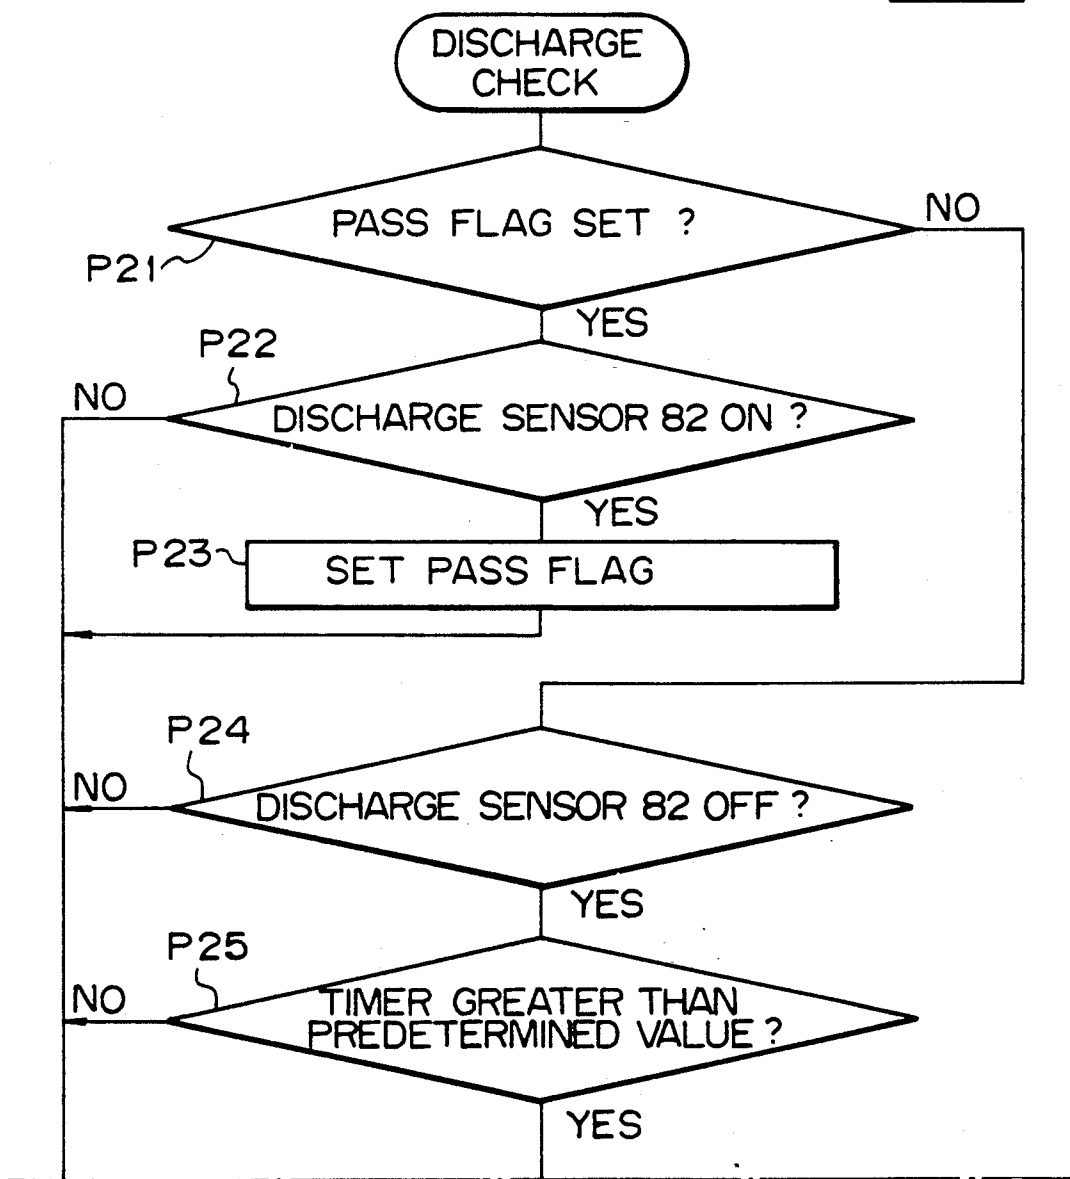 DISCHARGE
CHECK
PASS FLAG SET ?
NO
P21
YES
P22
NO
DISCHARGE SENSOR 82 ON ?
YES
P23
SET PASS FLAG
P24
NO
DISCHARGE SENSOR 82 OFF ?
YES
P25
NO
TIMER GREATER THAN
PREDETERMINED VALUE ?
YES